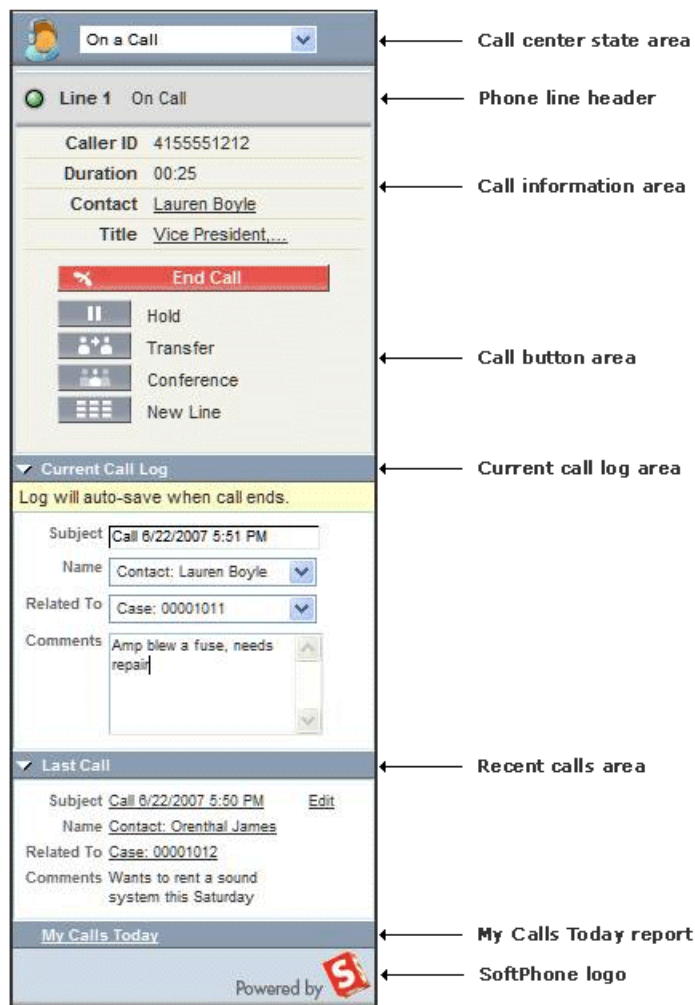 On a Call
Call center state area
Line 1 On Call
Phone line header
Caller ID 4155551212
Duration 00:25
Call information area
Contact Lauren Boyle
Title Vice President,...
End Call
Hold
Transfer
Call button area
Conference
New Line
Current Call Log
Current call log area
Log will auto-save when call ends.
Subject Call 6/22/2007 5:51 PM
Name Contact: Lauren Boyle
Related To Case: 00001011
Comments Amp blew a fuse, needs
repair
Last Call
Recent calls area
Subject Call 6/22/2007 5:50 PM Edit
Name Contact: Orenthal James
Related To Case: 00001012
Comments Wants to rent a sound
system this Saturday
My Calls Today
My Calls Today report
Powered by S
SoftPhone logo